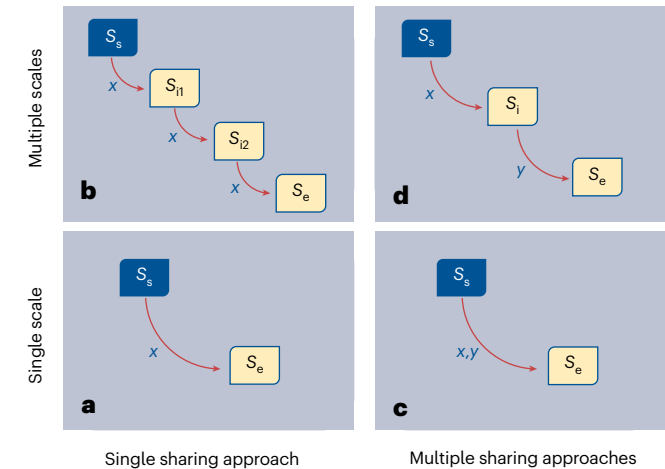 Multiple scales
S_s
x
S_i1
x
S_i2
x
S_e
b
S_s
x
S_i
y
S_e
d
Single scale
S_s
x
S_e
a
S_s
x,y
S_e
c
Single sharing approach
Multiple sharing approaches